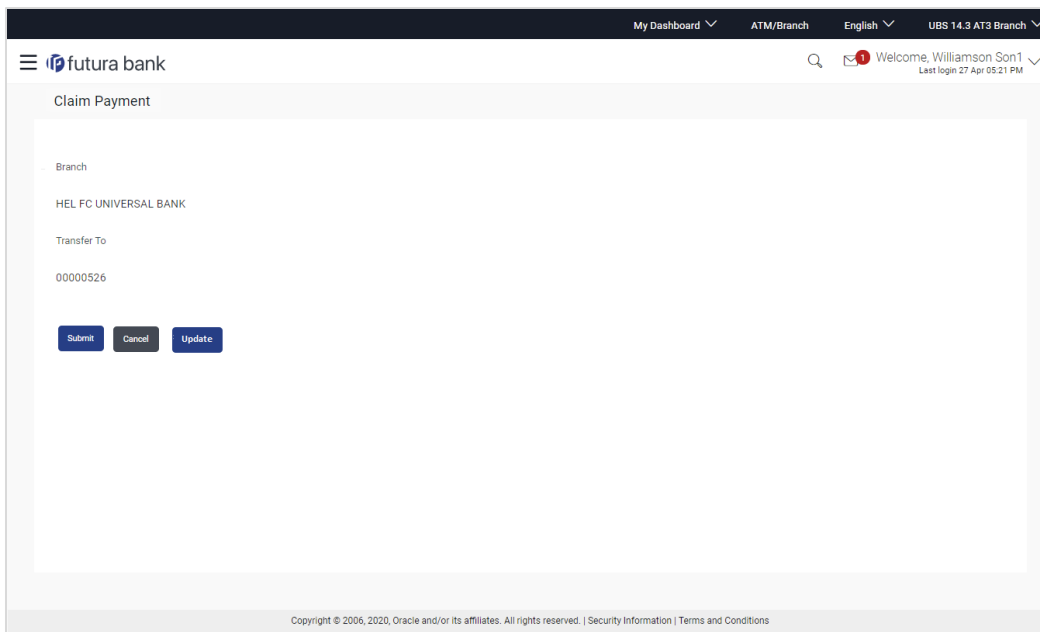 My Dashboard ATM/Branch English UBS 14.3 AT3 Branch
futura bank 1 Welcome, Williamson Son1
Last login 27 Apr 05:21 PM
Claim Payment
Branch
HEL FC UNIVERSAL BANK
Transfer To
00000526
Submit Cancel Update
Copyright © 2006, 2020, Oracle and/or its affiliates. All rights reserved. | Security Information | Terms and Conditions